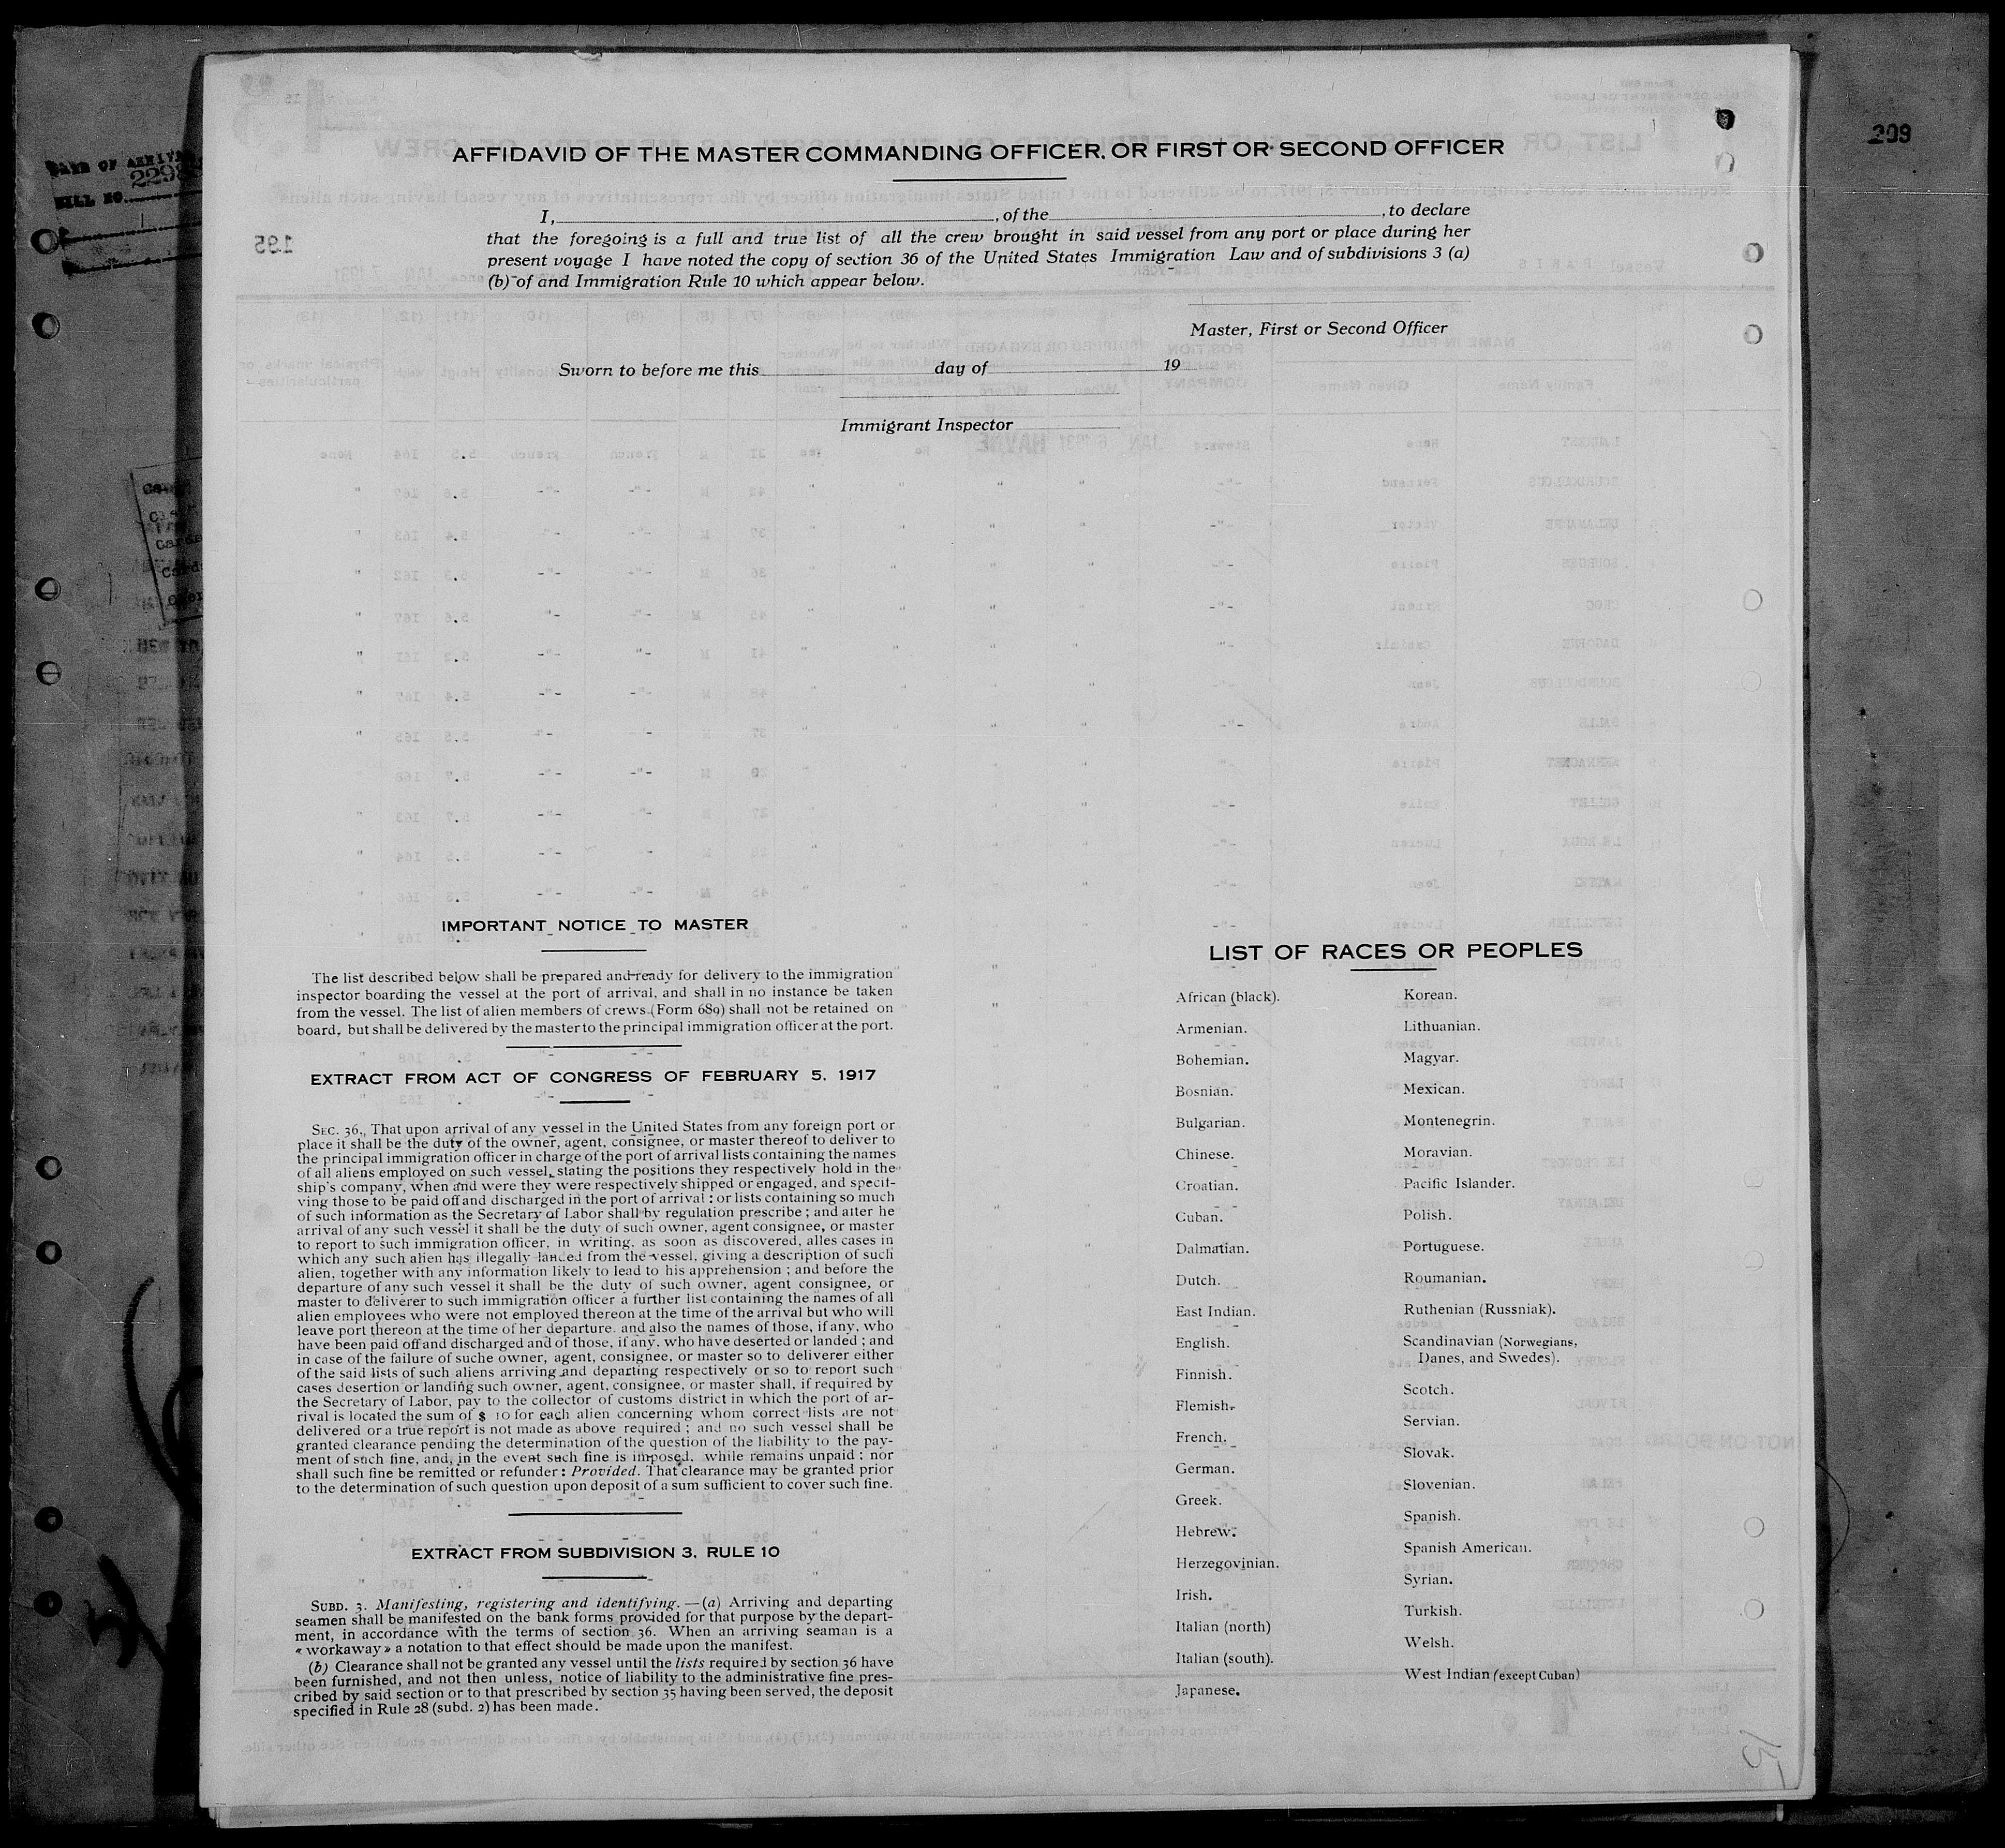 AFFIDAVID OF THE MASTER COMMANDING OFFICER. OR FIRST OR SECOND OFFICER
I, , of the , to declare
that the foregoing is a full and true list of all the crew brought in said vessel from any port or place during her
present voyage I have noted the copy of section 36 of the United States Immigration Law and of subdivisions 3 (a)
(b) of and Immigration Rule 10 which appear below.
Master, First or Second Officer
Sworn to before me this day of 19
Immigrant Inspector
209
195
IMPORTANT NOTICE TO MASTER
The list described below shall be prepared and ready for delivery to the immigration
inspector boarding the vessel at the port of arrival, and shall in no instance be taken
from the vessel. The list of alien members of crews (Form 689) shall not be retained on
board, but shall be delivered by the master to the principal immigration officer at the port.
EXTRACT FROM ACT OF CONGRESS OF FEBRUARY 5. 1917
SEC. 36. That upon arrival of any vessel in the United States from any foreign port or
place it shall be the duty of the owner, agent, consignee, or master thereof to deliver to
the principal immigration officer in charge of the port of arrival lists containing the names
of all aliens employed on such vessel, stating the positions they respectively hold in the
ship's company, when and were they were respectively shipped or engaged, and specif-
ving those to be paid off and discharged in the port of arrival : or lists containing so much
of such information as the Secretary of Labor shall by regulation prescribe ; and alter he
arrival of any such vessel it shall be the duty of such owner, agent consignee, or master
to report to such immigration officer, in writing, as soon as discovered, alles cases in
which any such alien has illegally landed from the vessel, giving a description of such
alien, together with any information likely to lead to his apprehension ; and before the
departure of any such vessel it shall be the duty of such owner, agent consignee, or
master to deliverer to such immigration officer a further list containing the names of all
alien employees who were not employed thereon at the time of the arrival but who will
leave port thereon at the time of her departure. and also the names of those, if any, who
have been paid off and discharged and of those, if any, who have deserted or landed ; and
in case of the failure of suche owner, agent, consignee, or master so to deliverer either
of the said lists of such aliens arriving and departing respectively or so to report such
cases desertion or landing such owner, agent, consignee, or master shall, if required by
the Secretary of Labor, pay to the collector of customs district in which the port of ar-
rival is located the sum of $ 10 for each alien concerning whom correct lists are not
delivered or a true report is not made as above required ; and no such vessel shall be
granted clearance pending the determination of the question of the liability to the pay-
ment of such fine, and, in the event such fine is imposed, while remains unpaid ; nor
shall such fine be remitted or refunder : Provided. That clearance may be granted prior
to the determination of such question upon deposit of a sum sufficient to cover such fine.
EXTRACT FROM SUBDIVISION 3. RULE 10
SUBD. 3. Manifesting, registering and identifying. — (a) Arriving and departing
seamen shall be manifested on the bank forms provided for that purpose by the depart-
ment, in accordance with the terms of section 36. When an arriving seaman is a
« workaway » a notation to that effect should be made upon the manifest.
(b) Clearance shall not be granted any vessel until the lists required by section 36 have
been furnished, and not then unless, notice of liability to the administrative fine pres-
cribed by said section or to that prescribed by section 35 having been served, the deposit
specified in Rule 28 (subd. 2) has been made.
LIST OF RACES OR PEOPLES
African (black).
Armenian.
Bohemian.
Bosnian.
Bulgarian.
Chinese.
Croatian.
Cuban.
Dalmatian.
Dutch.
East Indian.
English.
Finnish.
Flemish.
French.
German.
Greek.
Hebrew.
Herzegovinian.
Irish.
Italian (north)
Italian (south).
Japanese.
Korean.
Lithuanian.
Magyar.
Mexican.
Montenegrin.
Moravian.
Pacific Islander.
Polish.
Portuguese.
Roumanian.
Ruthenian (Russniak).
Scandinavian (Norwegians,
Danes, and Swedes).
Scotch.
Servian.
Slovak.
Slovenian.
Spanish.
Spanish American.
Syrian.
Turkish.
Welsh.
West Indian (except Cuban)
15